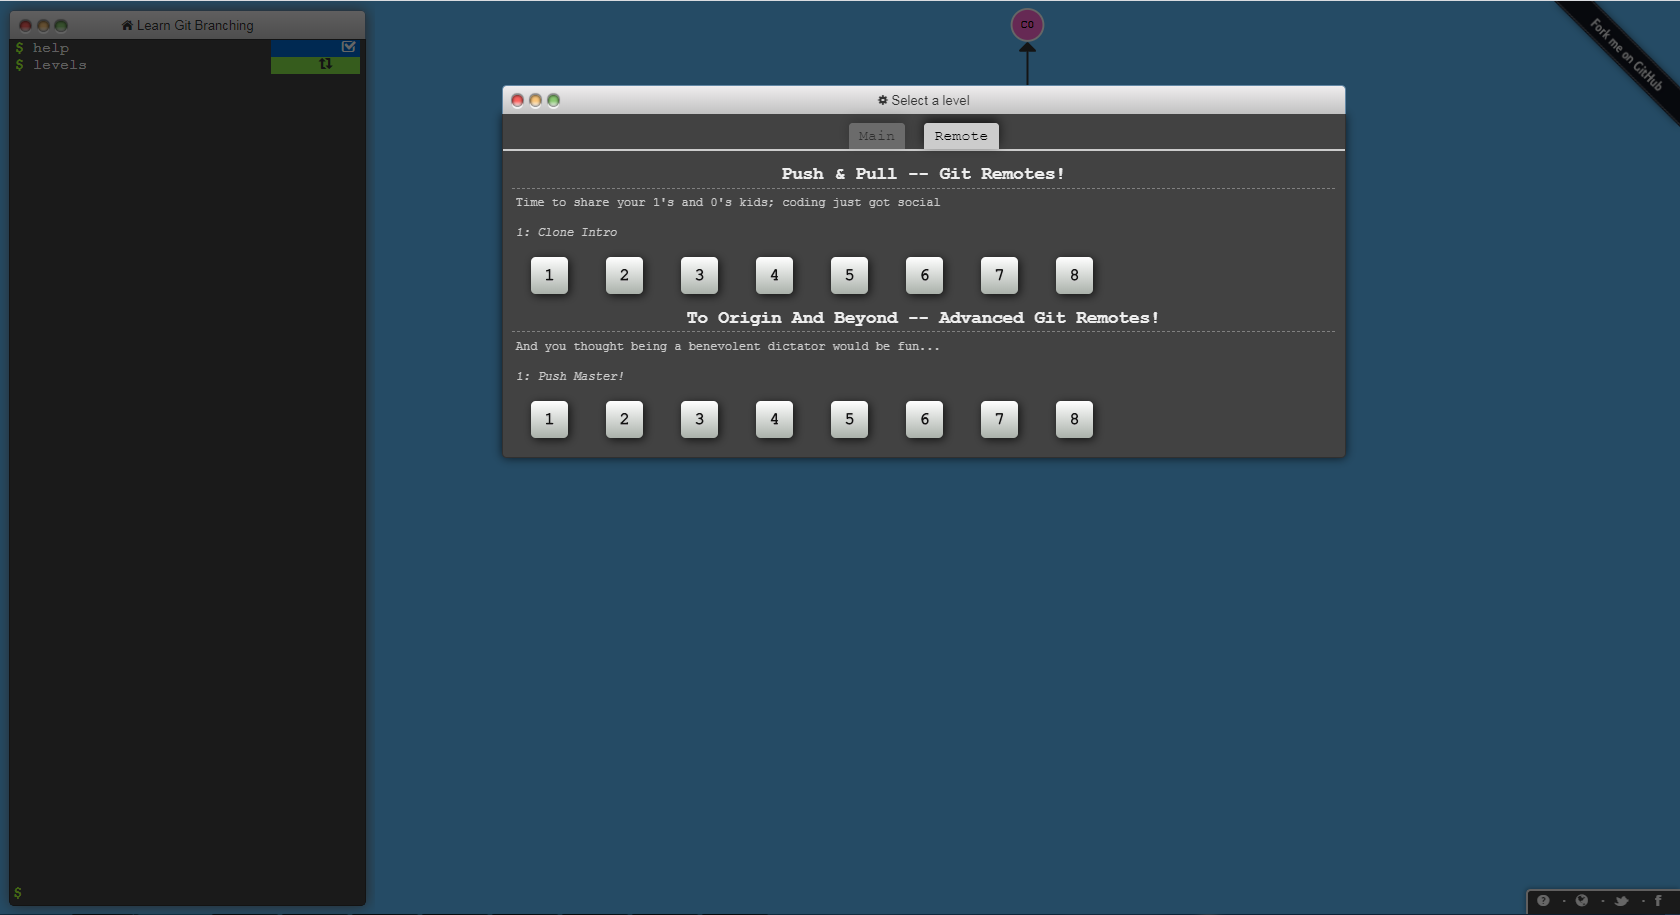 Learn Git Branching
$ help
$ levels
$
C0
Fork me on GitHub
Select a level
Main Remote
Push & Pull -- Git Remotes!
Time to share your 1's and 0's kids; coding just got social
1: Clone Intro
1 2 3 4 5 6 7 8
To Origin And Beyond -- Advanced Git Remotes!
And you thought being a benevolent dictator would be fun...
1: Push Master!
1 2 3 4 5 6 7 8